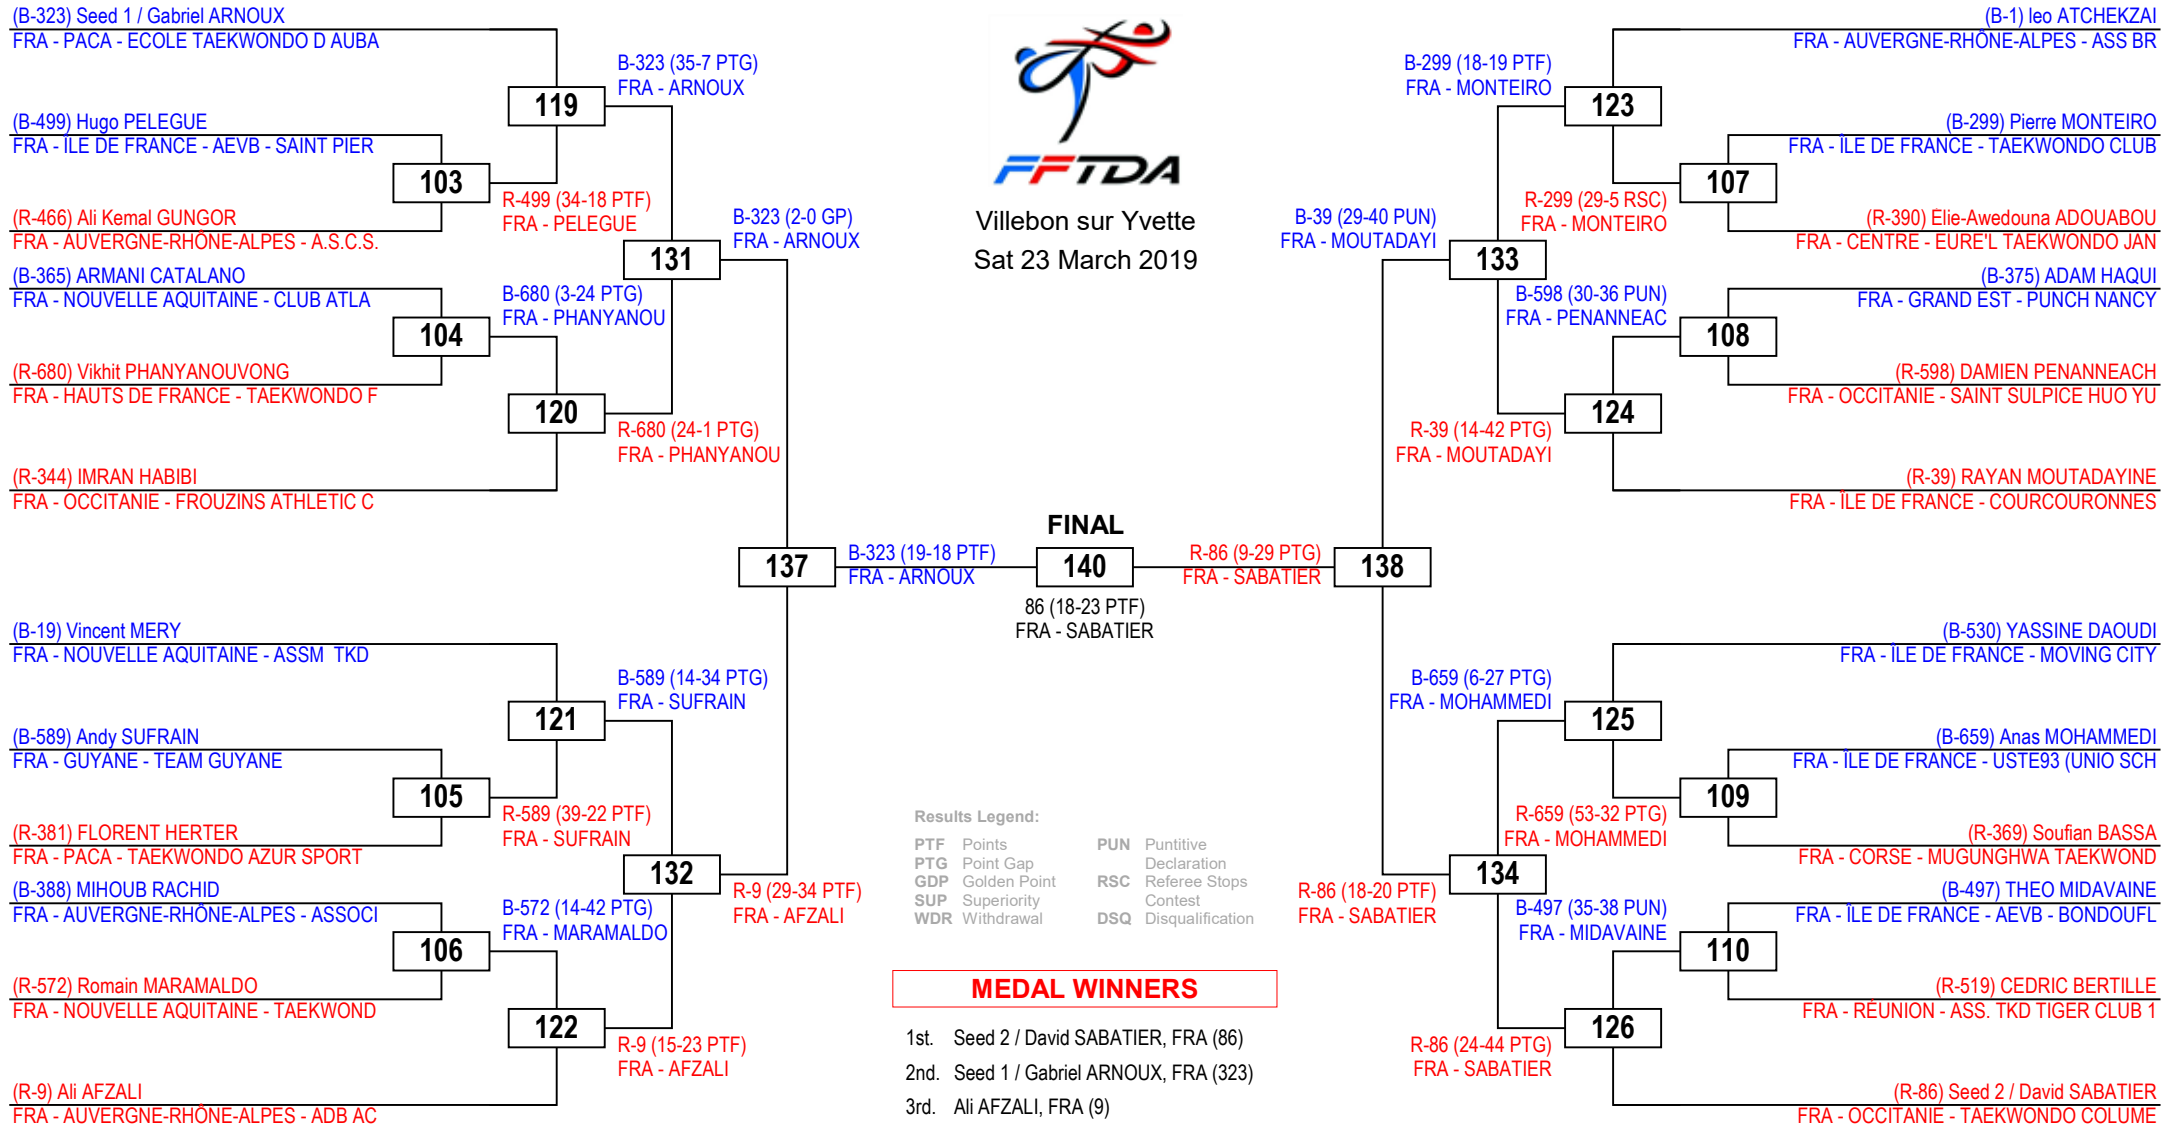 (B-323) Seed 1 / Gabriel ARNOUX
FRA - PACA - ECOLE TAEKWONDO D AUBA
(B-499) Hugo PELEGUE
FRA - ÎLE DE FRANCE - AEVB - SAINT PIER
(R-466) Ali Kemal GUNGOR
FRA - AUVERGNE-RHÔNE-ALPES - A.S.C.S.
(B-365) ARMANI CATALANO
FRA - NOUVELLE AQUITAINE - CLUB ATLA
(R-680) Vikhit PHANYANOUVONG
FRA - HAUTS DE FRANCE - TAEKWONDO F
(R-344) IMRAN HABIBI
FRA - OCCITANIE - FROUZINS ATHLETIC C
(B-19) Vincent MERY
FRA - NOUVELLE AQUITAINE - ASSM TKD
(B-589) Andy SUFRAIN
FRA - GUYANE - TEAM GUYANE
(R-381) FLORENT HERTER
FRA - PACA - TAEKWONDO AZUR SPORT
(B-388) MIHOUB RACHID
FRA - AUVERGNE-RHÔNE-ALPES - ASSOCI
(R-572) Romain MARAMALDO
FRA - NOUVELLE AQUITAINE - TAEKWOND
(R-9) Ali AFZALI
FRA - AUVERGNE-RHÔNE-ALPES - ADB AC
103
104
105
106
R-499 (34-18 PTF)
FRA - PELEGUE
B-680 (3-24 PTG)
FRA - PHANYANOU
R-589 (39-22 PTF)
FRA - SUFRAIN
B-572 (14-42 PTG)
FRA - MARAMALDO
119
120
121
122
B-323 (35-7 PTG)
FRA - ARNOUX
R-680 (24-1 PTG)
FRA - PHANYANOU
B-589 (14-34 PTG)
FRA - SUFRAIN
R-9 (15-23 PTF)
FRA - AFZALI
131
132
B-323 (2-0 GP)
FRA - ARNOUX
R-9 (29-34 PTF)
FRA - AFZALI
137
B-323 (19-18 PTF)
FRA - ARNOUX
FFTDA
Villebon sur Yvette
Sat 23 March 2019
FINAL
140
86 (18-23 PTF)
FRA - SABATIER
R-86 (9-29 PTG)
FRA - SABATIER
138
B-39 (29-40 PUN)
FRA - MOUTADAYI
R-86 (18-20 PTF)
FRA - SABATIER
133
134
B-299 (18-19 PTF)
FRA - MONTEIRO
R-39 (14-42 PTG)
FRA - MOUTADAYI
B-659 (6-27 PTG)
FRA - MOHAMMEDI
R-86 (24-44 PTG)
FRA - SABATIER
123
124
125
126
R-299 (29-5 RSC)
FRA - MONTEIRO
B-598 (30-36 PUN)
FRA - PENANNEAC
R-659 (53-32 PTG)
FRA - MOHAMMEDI
B-497 (35-38 PUN)
FRA - MIDAVAINE
107
108
109
110
(B-1) leo ATCHEKZAI
FRA - AUVERGNE-RHÔNE-ALPES - ASS BR
(B-299) Pierre MONTEIRO
FRA - ÎLE DE FRANCE - TAEKWONDO CLUB
(R-390) Élie-Awedouna ADOUABOU
FRA - CENTRE - EURE'L TAEKWONDO JAN
(B-375) ADAM HAQUI
FRA - GRAND EST - PUNCH NANCY
(R-598) DAMIEN PENANNEACH
FRA - OCCITANIE - SAINT SULPICE HUO YU
(R-39) RAYAN MOUTADAYINE
FRA - ÎLE DE FRANCE - COURCOURONNES
(B-530) YASSINE DAOUDI
FRA - ÎLE DE FRANCE - MOVING CITY
(B-659) Anas MOHAMMEDI
FRA - ÎLE DE FRANCE - USTE93 (UNIO SCH
(R-369) Soufian BASSA
FRA - CORSE - MUGUNGHWA TAEKWOND
(B-497) THEO MIDAVAINE
FRA - ÎLE DE FRANCE - AEVB - BONDOUFL
(R-519) CEDRIC BERTILLE
FRA - RÉUNION - ASS. TKD TIGER CLUB 1
(R-86) Seed 2 / David SABATIER
FRA - OCCITANIE - TAEKWONDO COLUME
Results Legend:
PTF Points
PTG Point Gap
GDP Golden Point
SUP Superiority
WDR Withdrawal
PUN Puntitive
Declaration
RSC Referee Stops
Contest
DSQ Disqualification
MEDAL WINNERS
1st. Seed 2 / David SABATIER, FRA (86)
2nd. Seed 1 / Gabriel ARNOUX, FRA (323)
3rd. Ali AFZALI, FRA (9)